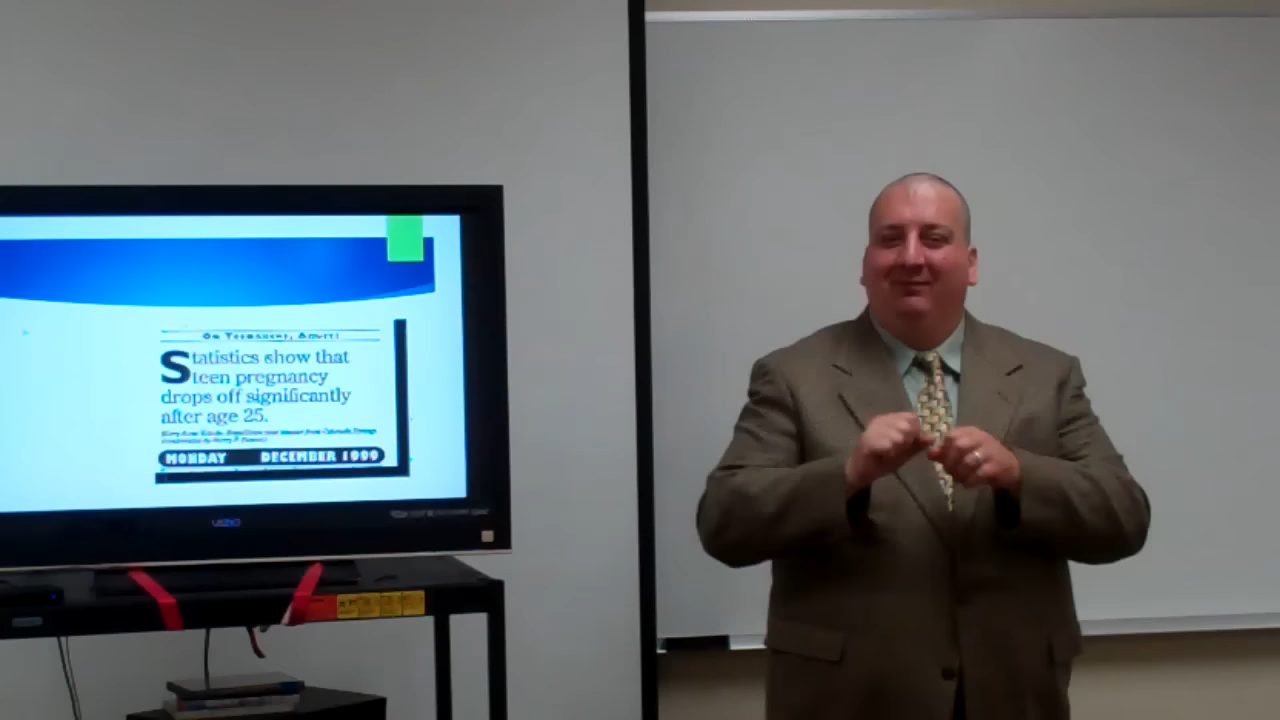 Statistics show that
teen pregnancy
drops off significantly
after age 25.
MONDAY DECEMBER 1999
VIZIO